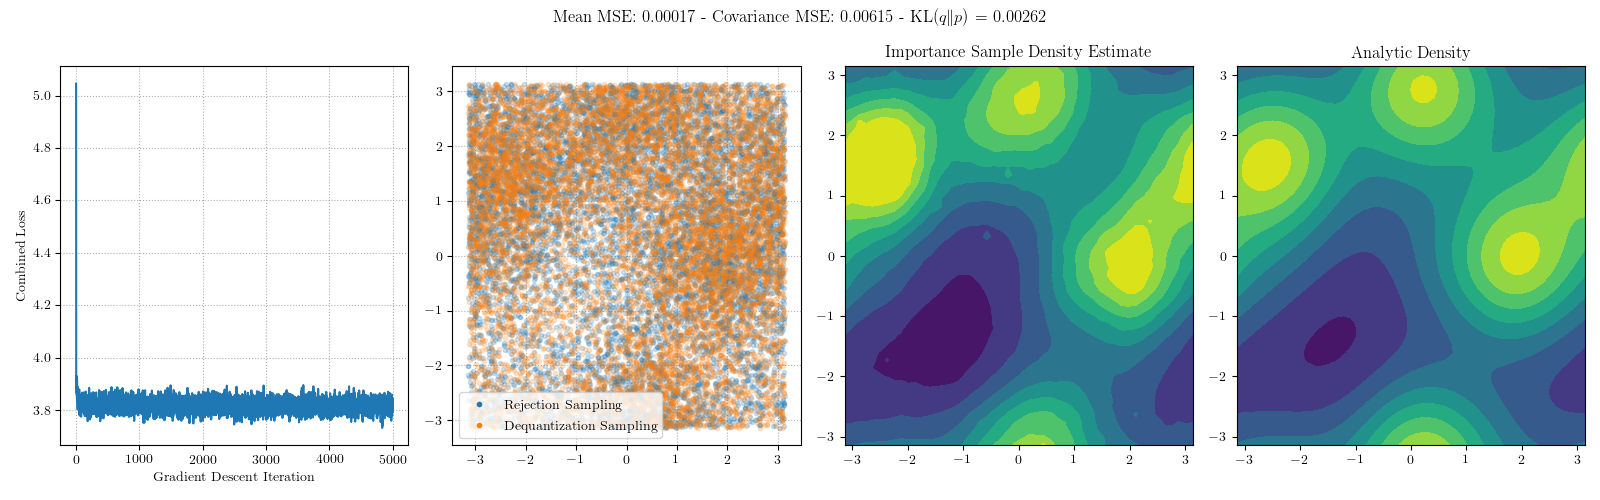 Mean MSE: 0.00017 - Covariance MSE: 0.00615 - KL(q‖p) = 0.00262
Combined Loss
5.0
4.8
4.6
4.4
4.2
4.0
3.8
0 1000 2000 3000 4000 5000
Gradient Descent Iteration
3
2
1
0
−1
−2
−3
Rejection Sampling
Dequantization Sampling
−3 −2 −1 0 1 2 3
Importance Sample Density Estimate
3
2
1
0
−1
−2
−3
−3 −2 −1 0 1 2 3
Analytic Density
3
2
1
0
−1
−2
−3
−3 −2 −1 0 1 2 3